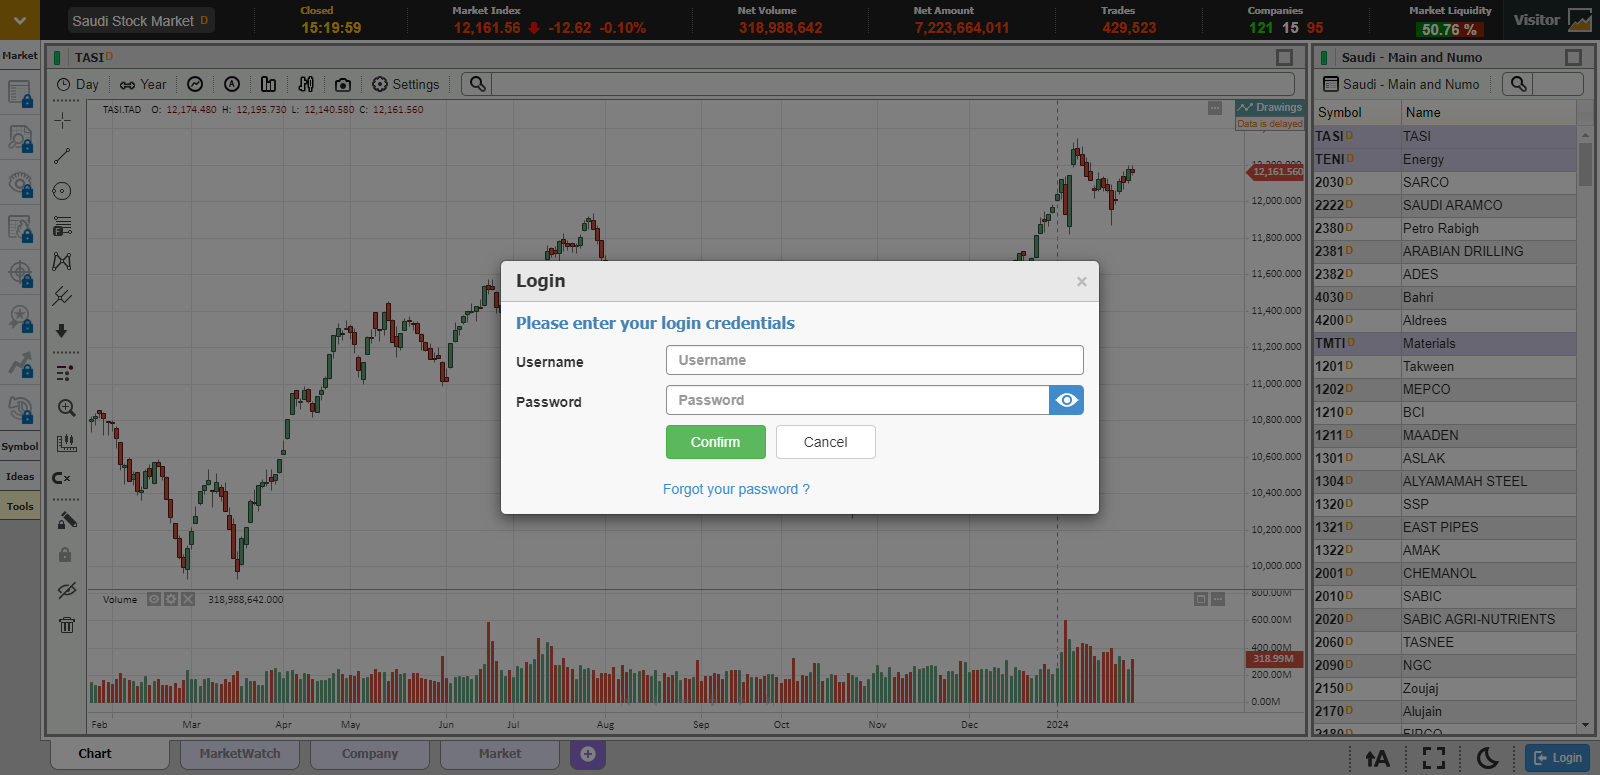 Saudi Stock Market D
Closed
15:19:59
Market Index
12,161.56 -12.62 -0.10%
Net Volume
318,988,642
Net Amount
7,223,664,011
Trades
429,523
Companies
121 15 95
Market Liquidity
50.76 %
Visitor
Market
Symbol
Ideas
Tools
TASI D
Day
Year
Settings
TASI.TAD O: 12,174.480 H: 12,195.730 L: 12,140.580 C: 12,161.560
Drawings
Data is delayed
12,161.560
12,000.000
11,800.000
11,600.000
11,400.000
11,200.000
11,000.000
10,800.000
10,600.000
10,400.000
10,200.000
10,000.000
Login
×
Please enter your login credentials
Username
Username
Password
Password
Confirm
Cancel
Forgot your password ?
Volume 318,988,642.000
800.00M
600.00M
400.00M
318.99M
200.00M
0.00M
Feb Mar Apr May Jun Jul Aug Sep Oct Nov Dec 2024
Saudi - Main and Numo
Saudi - Main and Numo
Symbol Name
TASI D TASI
TENI D Energy
2030 D SARCO
2222 D SAUDI ARAMCO
2380 D Petro Rabigh
2381 D ARABIAN DRILLING
2382 D ADES
4030 D Bahri
4200 D Aldrees
TMTI D Materials
1201 D Takween
1202 D MEPCO
1210 D BCI
1211 D MAADEN
1301 D ASLAK
1304 D ALYAMAMAH STEEL
1320 D SSP
1321 D EAST PIPES
1322 D AMAK
2001 D CHEMANOL
2010 D SABIC
2020 D SABIC AGRI-NUTRIENTS
2060 D TASNEE
2090 D NGC
2150 D Zoujaj
2170 D Alujain
Chart
MarketWatch
Company
Market
Login